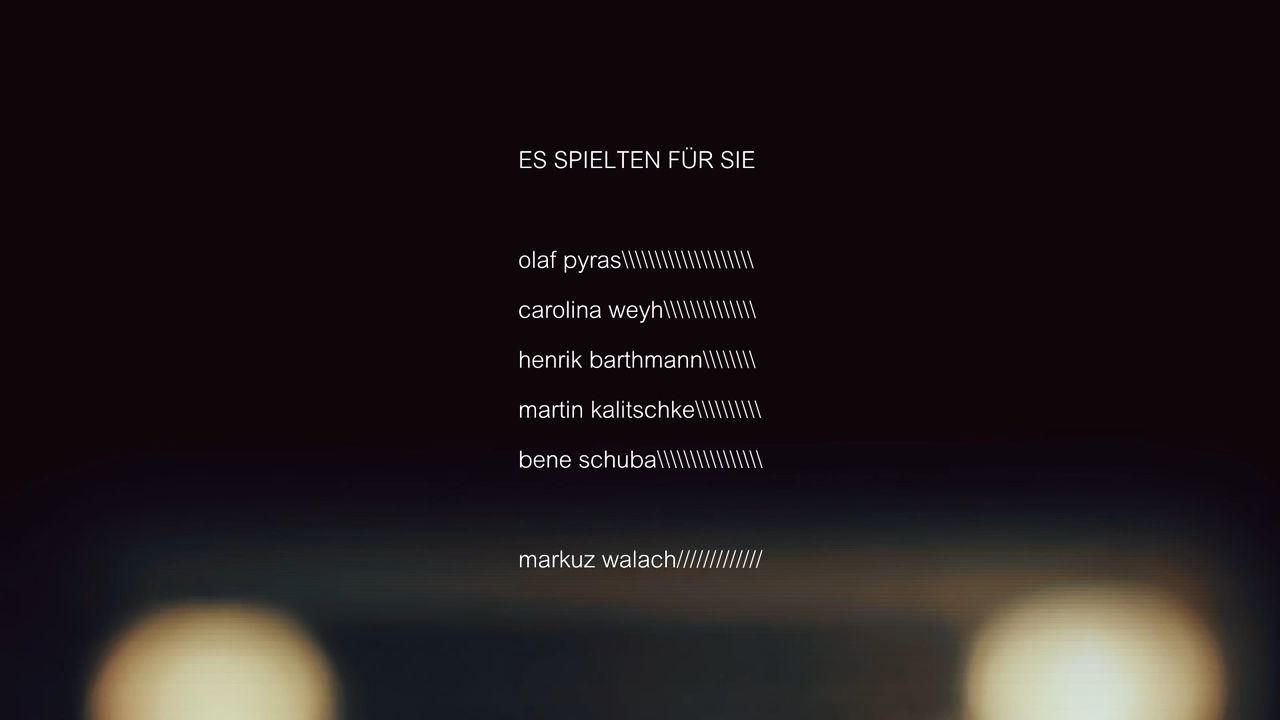 ES SPIELTEN FÜR SIE
olaf pyras\\\\\\\\\\\\\\\\\\\\
carolina weyh\\\\\\\\\\\\\\
henrik barthmann\\\\\\\\
martin kalitschke\\\\\\\\\\
bene schuba\\\\\\\\\\\\\\\\
markuz walach/////////////